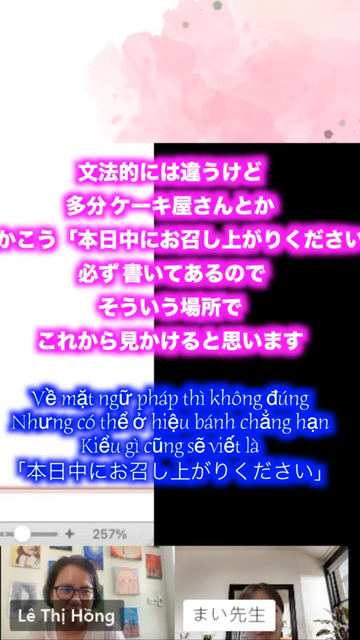 文法的には違うけど
多分 ケーキ屋さんとか
かこう「本日中にお召し上がりください
必ず 書いてあるので
そういう場所で
これから見かけると思います
Về mặt ngữ pháp thì không đúng
Nhưng có thể ở hiệu bánh chẳng hạn
Kiểu gì cũng sẽ viết là
「本日中にお召し上がりください」
257%
Lê Thị Hồng
まい先生